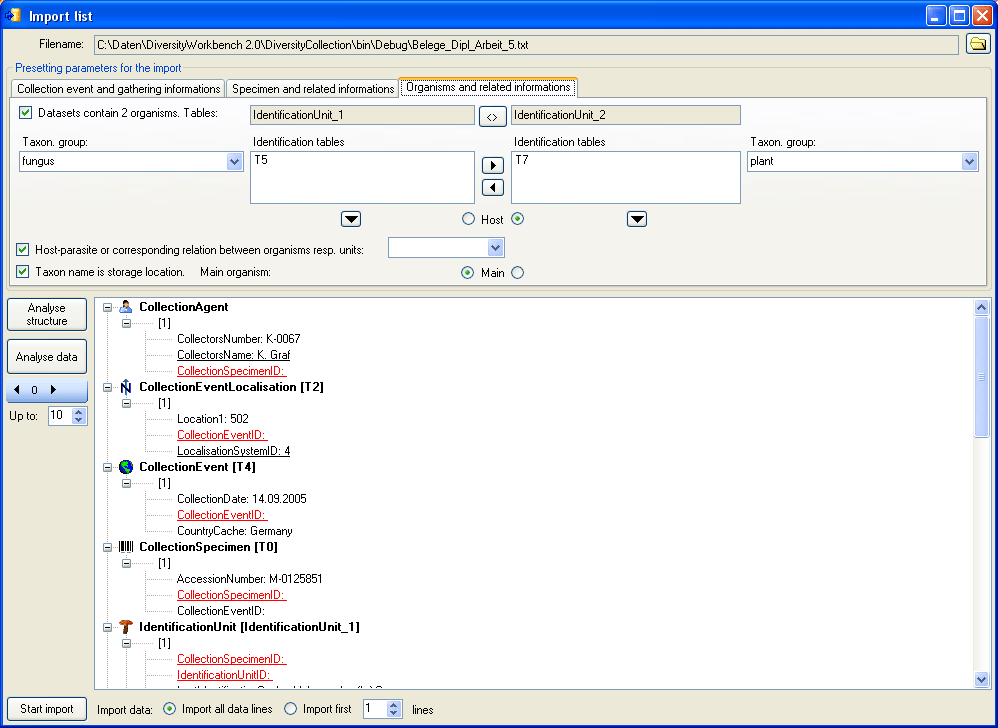 Import list
Filename: C:\Daten\DiversityWorkbench 2.0\DiversityCollection\bin\Debug\Belege_Dipl_Arbeit_5.txt
Presetting parameters for the import
Collection event and gathering informations Specimen and related informations Organisms and related informations
Datasets contain 2 organisms. Tables: IdentificationUnit_1 <> IdentificationUnit_2
Taxon. group: Identification tables Identification tables Taxon. group:
fungus T5 T7 plant
Host
Host-parasite or corresponding relation between organisms resp. units:
Taxon name is storage location. Main organism: Main
Analyse structure
Analyse data
0
Up to: 10
CollectionAgent
[1]
CollectorsNumber: K-0067
CollectorsName: K. Graf
CollectionSpecimenID:
CollectionEventLocalisation [T2]
[1]
Location1: 502
CollectionEventID:
LocalisationSystemID: 4
CollectionEvent [T4]
[1]
CollectionDate: 14.09.2005
CollectionEventID:
CountryCache: Germany
CollectionSpecimen [T0]
[1]
AccessionNumber: M-0125851
CollectionSpecimenID:
CollectionEventID:
IdentificationUnit [IdentificationUnit_1]
[1]
CollectionSpecimenID:
IdentificationUnitID:
Start import Import data: Import all data lines Import first 1 lines